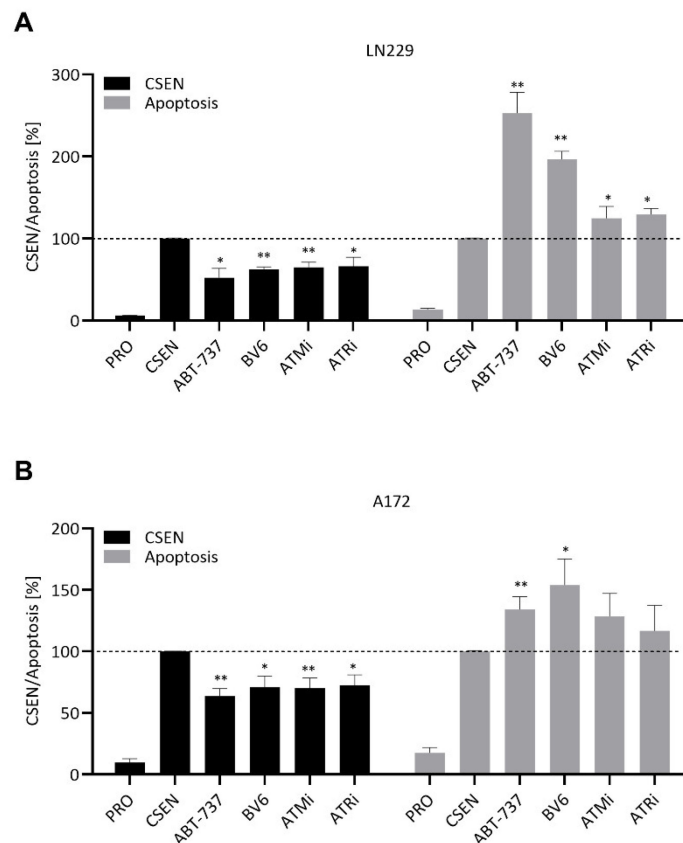 A
LN229
CSEN/Apoptosis [%]
300
200
100
0
CSEN
Apoptosis
*
**
**
*
**
**
*
*
PRO
CSEN
ABT-737
BV6
ATMi
ATRi
PRO
CSEN
ABT-737
BV6
ATMi
ATRi
B
A172
CSEN/Apoptosis [%]
200
150
100
50
0
CSEN
Apoptosis
**
*
**
*
**
*
PRO
CSEN
ABT-737
BV6
ATMi
ATRi
PRO
CSEN
ABT-737
BV6
ATMi
ATRi